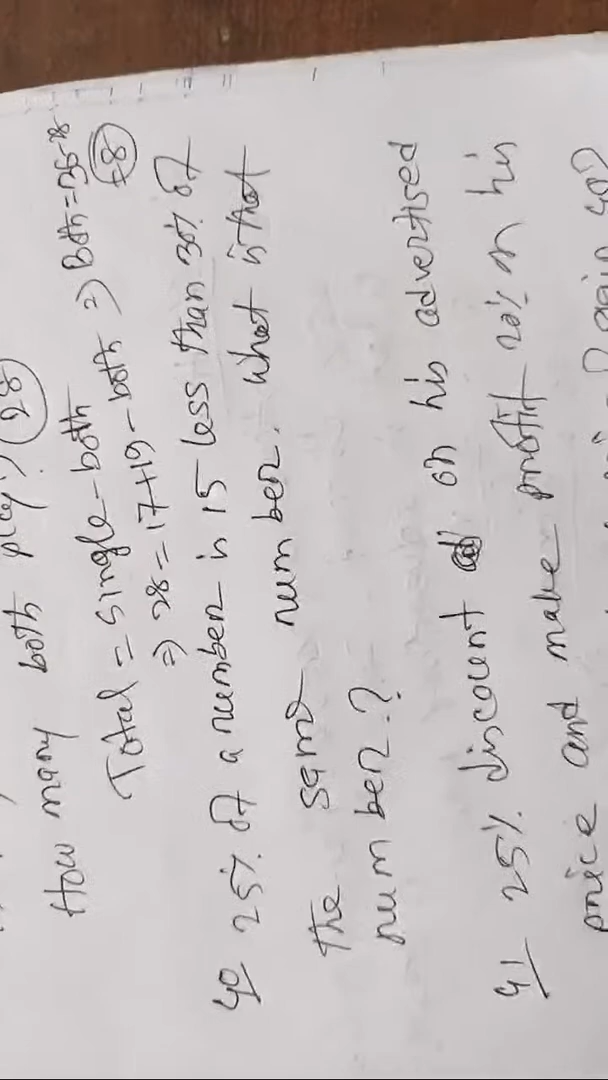 How many both play? 28
Total = single - both
⇒ 28 = 17+19 - both ⇒ Both = 36-28
= 8
40 25% of a number is 15 less than 30% of
the same number. what is that
number.?
41 25% discount on his advertised
price and make profit 20% on his